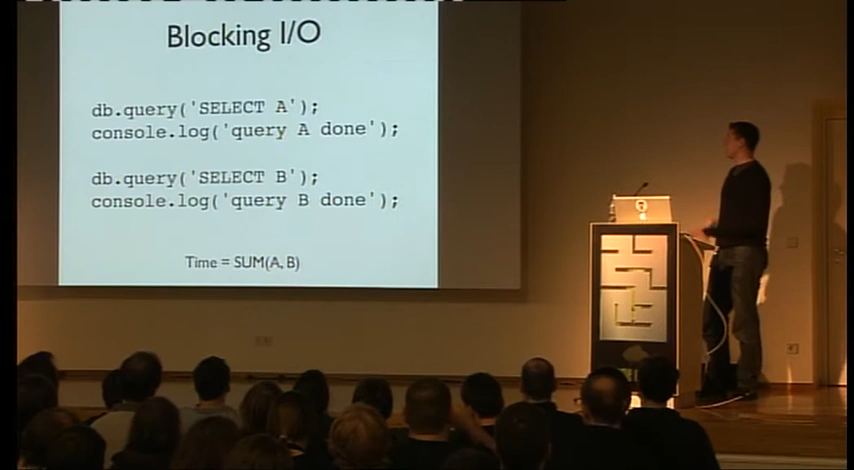 Blocking I/O
db.query('SELECT A');
console.log('query A done');
db.query('SELECT B');
console.log('query B done');
Time = SUM(A, B)